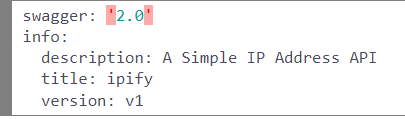 swagger: '2.0'
info:
  description: A Simple IP Address API
  title: ipify
  version: v1